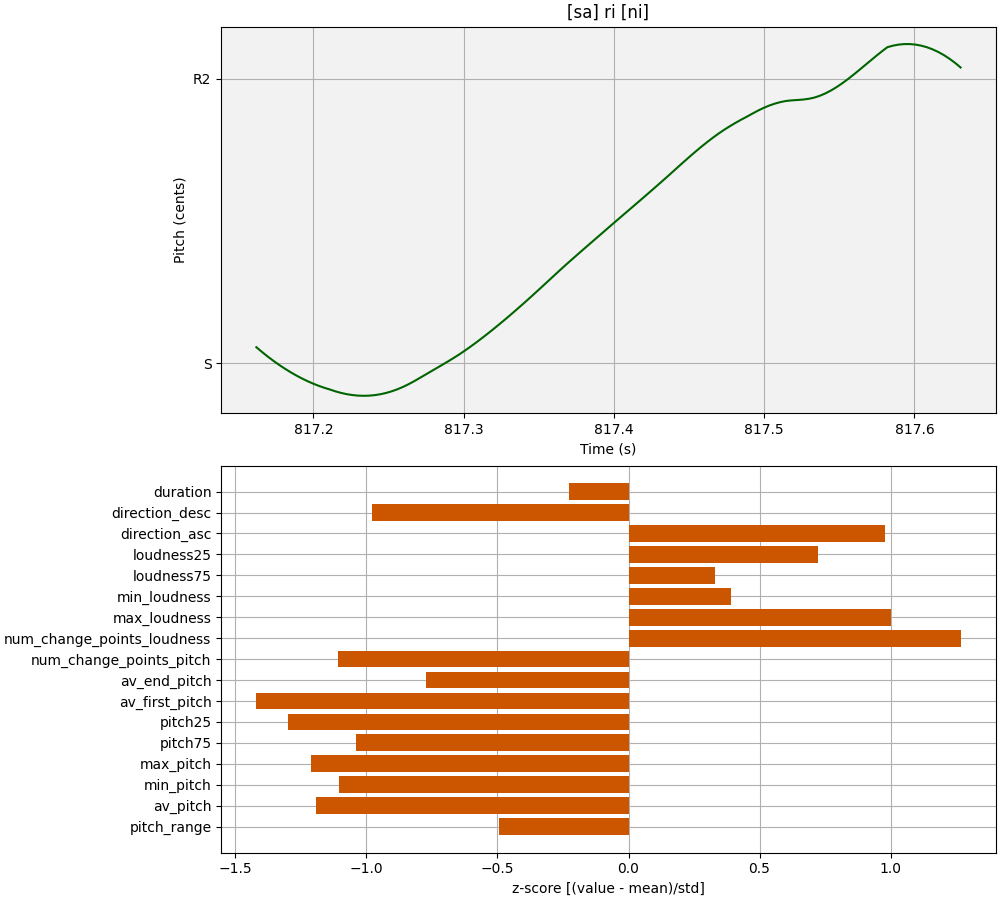 [sa] ri [ni]
R2
S
Pitch (cents)
817.2 817.3 817.4 817.5 817.6
Time (s)
duration
direction_desc
direction_asc
loudness25
loudness75
min_loudness
max_loudness
num_change_points_loudness
num_change_points_pitch
av_end_pitch
av_first_pitch
pitch25
pitch75
max_pitch
min_pitch
av_pitch
pitch_range
−1.5 −1.0 −0.5 0.0 0.5 1.0
z-score [(value - mean)/std]